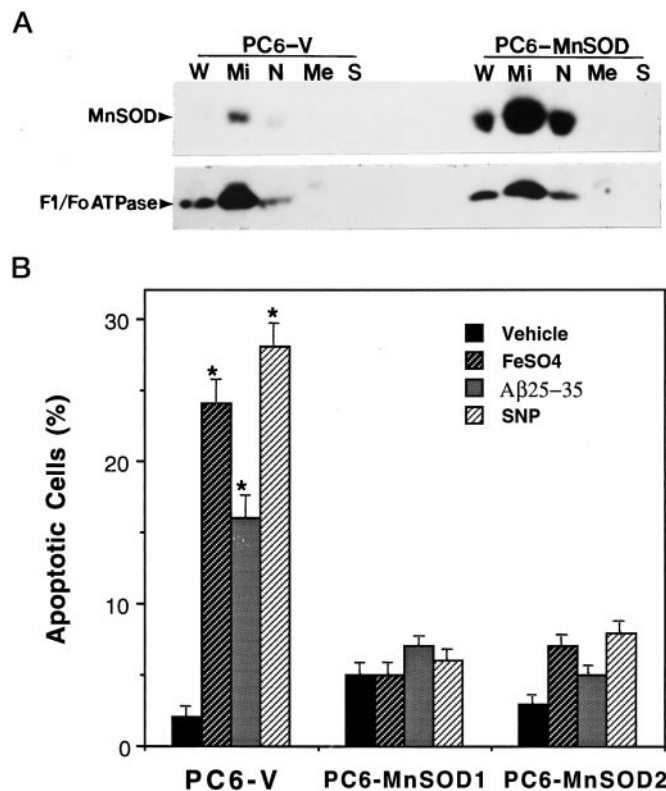 A
PC6-V PC6-MnSOD
W Mi N Me S W Mi N Me S
MnSOD
F1/Fo ATPase
B
30
20
10
0
Apoptotic Cells (%)
* * *
Vehicle
FeSO4
Aβ25-35
SNP
PC6-V PC6-MnSOD1 PC6-MnSOD2